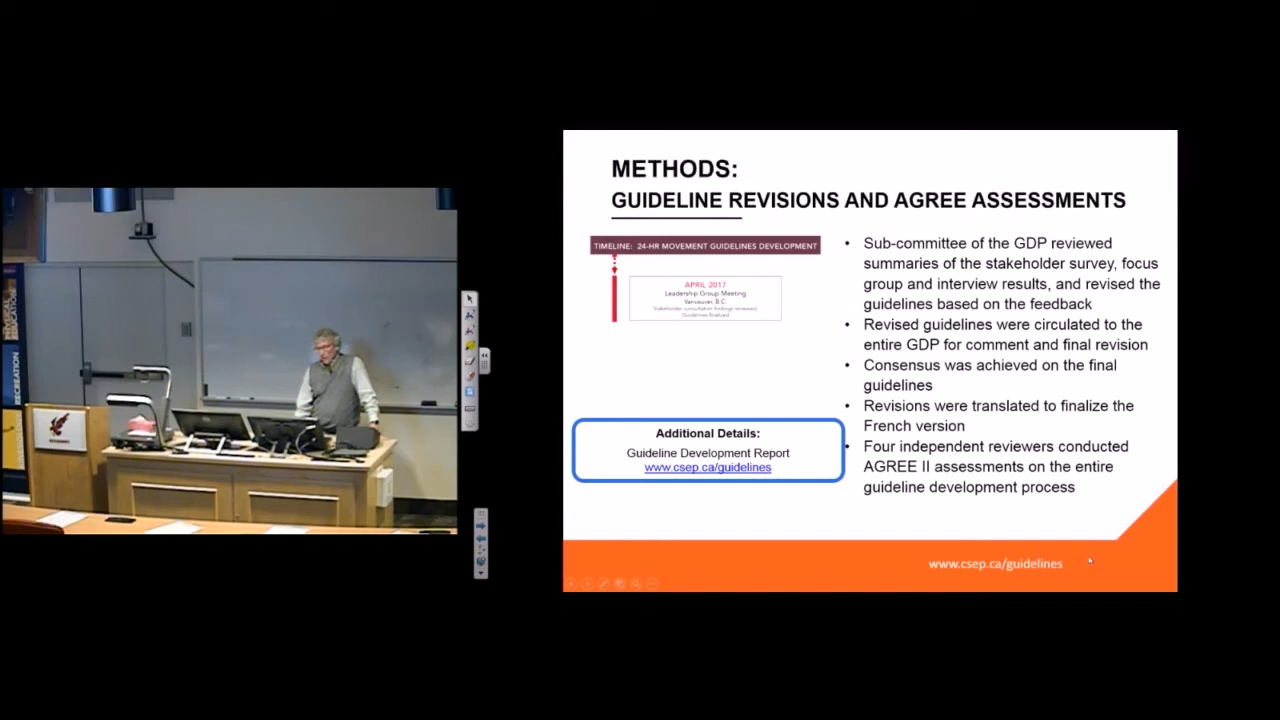 METHODS:
GUIDELINE REVISIONS AND AGREE ASSESSMENTS
TIMELINE: 24-HR MOVEMENT GUIDELINES DEVELOPMENT
APRIL 2017
Leadership Group Meeting
Vancouver, B.C.
Stakeholder consultation findings reviewed
Guidelines finalized
• Sub-committee of the GDP reviewed
summaries of the stakeholder survey, focus
group and interview results, and revised the
guidelines based on the feedback
• Revised guidelines were circulated to the
entire GDP for comment and final revision
• Consensus was achieved on the final
guidelines
• Revisions were translated to finalize the
French version
• Four independent reviewers conducted
AGREE II assessments on the entire
guideline development process
Additional Details:
Guideline Development Report
www.csep.ca/guidelines
www.csep.ca/guidelines
RECREATION